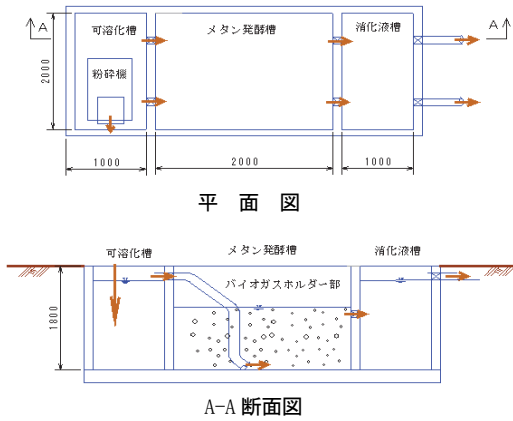 A
A
可溶化槽
メタン発酵槽
消化液槽
粉砕機
2000
1000
2000
1000
平 面 図
可溶化槽
メタン発酵槽
消化液槽
バイオガスホルダー部
1800
A-A 断面図